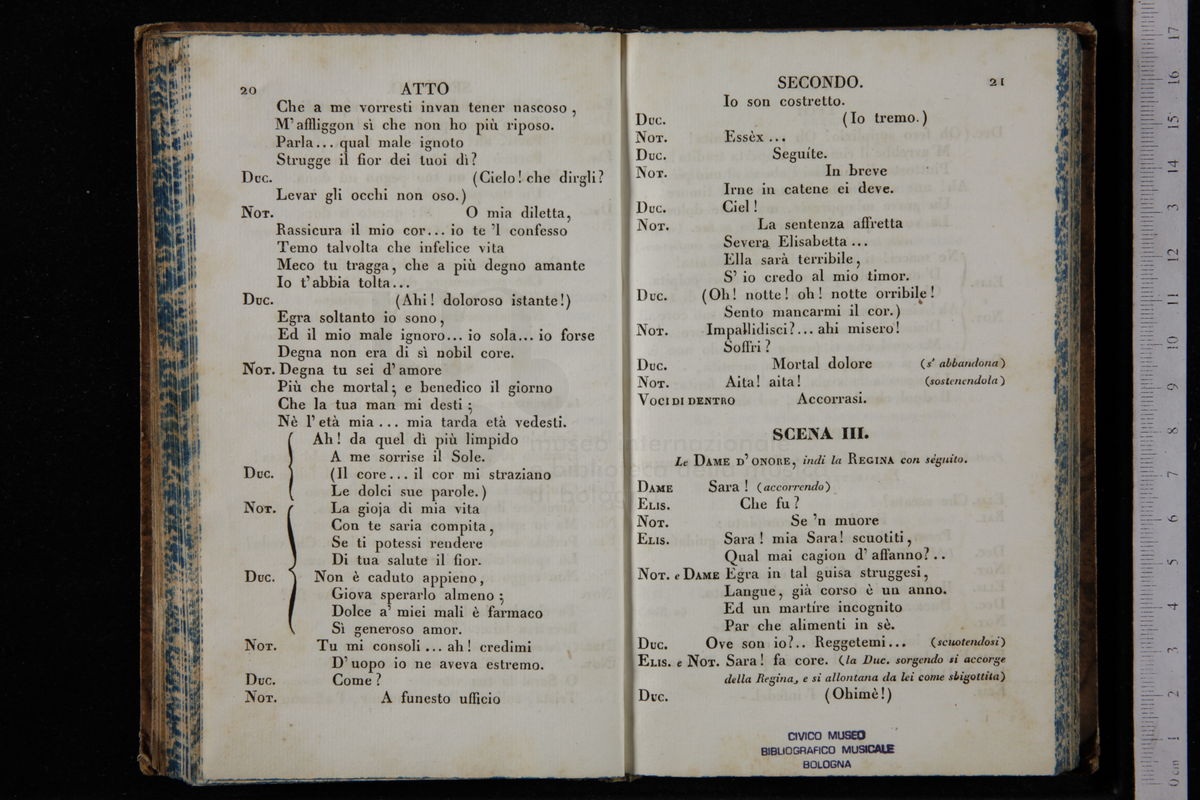 20 ATTO
Che a me vorresti invan tener nascoso ,
M' affliggon sì che non ho più riposo.
Parla... qual male ignoto
Strugge il fior dei tuoi dì?
Duc. (Cielo! che dirgli?
Levar gli occhi non oso.)
Not. O mia diletta,
Rassicura il mio cor... io te 'l confesso
Temo talvolta che infelice vita
Meco tu tragga, che a più degno amante
Io t' abbia tolta...
Duc. (Ahi! doloroso istante!)
Egra soltanto io sono,
Ed il mio male ignoro... io sola... io forse
Degna non era di sì nobil core.
Not. Degna tu sei d' amore
Più che mortal; e benedico il giorno
Che la tua man mi desti;
Nè l' età mia ... mia tarda età vedesti.
Ah! da quel dì più limpido
A me sorrise il Sole.
Duc. (Il core... il cor mi straziano
Le dolci sue parole.)
Not. La gioja di mia vita
Con te saria compita,
Se ti potessi rendere
Di tua salute il fior.
Duc. Non è caduto appieno,
Giova sperarlo almeno;
Dolce a' miei mali è farmaco
Sì generoso amor.
Not. Tu mi consoli ... ah! credimi
D' uopo io ne aveva estremo.
Duc. Come?
Not. A funesto ufficio
SECONDO. 21
Io son costretto.
Duc. (Io tremo.)
Not. Essèx ...
Duc. Seguíte.
Not. In breve
Irne in catene ei deve.
Duc. Ciel!
Not. La sentenza affretta
Severa Elisabetta ...
Ella sarà terribile,
S' io credo al mio timor.
Duc. (Oh! notte! oh! notte orribile!
Sento mancarmi il cor.)
Not. Impallidisci?... ahi misero!
Soffri?
Duc. Mortal dolore (s' abbandona)
Not. Aita! aita! (sostenendola)
Voci di dentro Accorrasi.
SCENA III.
Le Dame d' onore, indi la Regina con séguito.
Dame Sara! (accorrendo)
Elis. Che fu?
Not. Se 'n muore
Elis. Sara! mia Sara! scuotiti,
Qual mai cagion d' affanno?..
Not. e Dame Egra in tal guisa struggesi,
Langue, già corso è un anno.
Ed un martíre incognito
Par che alimenti in sè.
Duc. Ove son io?.. Reggetemi... (scuotendosi)
Elis. e Not. Sara! fa core. (la Duc. sorgendo si accorge
della Regina, e si allontana da lei come sbigottita)
Duc. (Ohimè!)
CIVICO MUSEO
BIBLIOGRAFICO MUSICALE
BOLOGNA